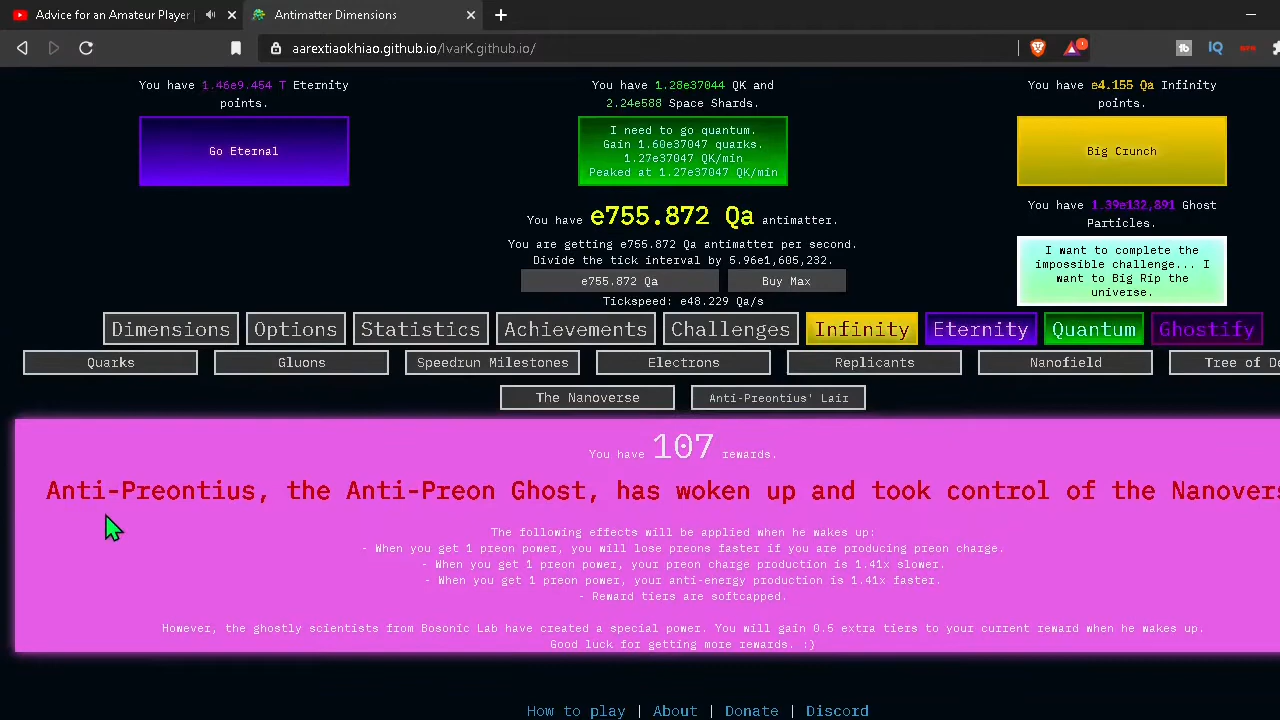 Advice for an Amateur Player
Antimatter Dimensions
aarextiaokhiao.github.io/IvarK.github.io/
You have 1.46e9.454 T Eternity
points.
Go Eternal
You have 1.28e37044 QK and
2.24e588 Space Shards.
I need to go quantum.
Gain 1.60e37047 quarks.
1.27e37047 QK/min
Peaked at 1.27e37047 QK/min
You have e4.155 Qa Infinity
points.
Big Crunch
You have e755.872 Qa antimatter.
You are getting e755.872 Qa antimatter per second.
Divide the tick interval by 5.96e1,605,232.
e755.872 Qa
Buy Max
Tickspeed: e48.229 Qa/s
You have 1.39e132,891 Ghost
Particles.
I want to complete the
impossible challenge... I
want to Big Rip the
universe.
Dimensions
Options
Statistics
Achievements
Challenges
Infinity
Eternity
Quantum
Ghostify
Quarks
Gluons
Speedrun Milestones
Electrons
Replicants
Nanofield
Tree of De
The Nanoverse
Anti-Preontius' Lair
You have 107 rewards.
Anti-Preontius, the Anti-Preon Ghost, has woken up and took control of the Nanovers
The following effects will be applied when he wakes up:
- When you get 1 preon power, you will lose preons faster if you are producing preon charge.
- When you get 1 preon power, your preon charge production is 1.41x slower.
- When you get 1 preon power, your anti-energy production is 1.41x faster.
- Reward tiers are softcapped.
However, the ghostly scientists from Bosonic Lab have created a special power. You will gain 0.5 extra tiers to your current reward when he wakes up.
Good luck for getting more rewards. :)
How to play | About | Donate | Discord